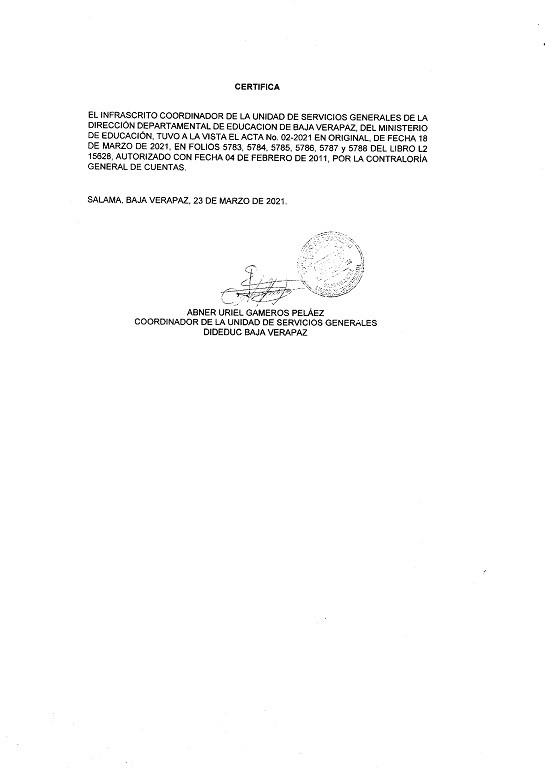 CERTIFICA
EL INFRASCRITO COORDINADOR DE LA UNIDAD DE SERVICIOS GENERALES DE LA
DIRECCIÓN DEPARTAMENTAL DE EDUCACION DE BAJA VERAPAZ, DEL MINISTERIO
DE EDUCACIÓN, TUVO A LA VISTA EL ACTA No. 02-2021 EN ORIGINAL, DE FECHA 18
DE MARZO DE 2021, EN FOLIOS 5783, 5784, 5785, 5786, 5787 y 5788 DEL LIBRO L2
15628, AUTORIZADO CON FECHA 04 DE FEBRERO DE 2011, POR LA CONTRALORÍA
GENERAL DE CUENTAS.
SALAMA, BAJA VERAPAZ, 23 DE MARZO DE 2021.
ABNER URIEL GAMEROS PELÁEZ
COORDINADOR DE LA UNIDAD DE SERVICIOS GENERALES
DIDEDUC BAJA VERAPAZ